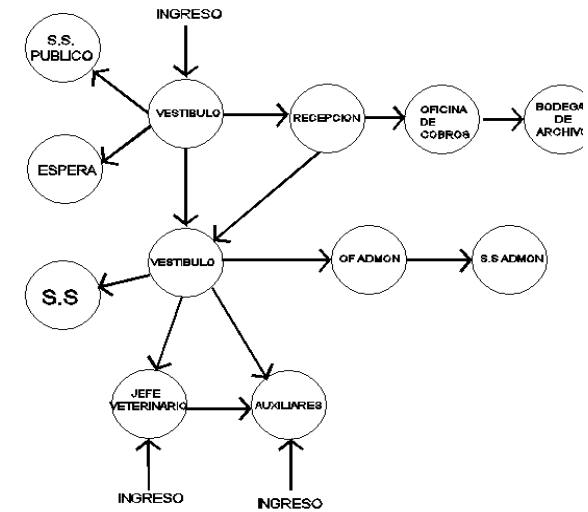 INGRESO
S.S.
PUBLICO
VESTIBULO
RECEPCION
OFICINA
DE
COBROS
BODEGA
DE
ARCHIVO
ESPERA
VESTIBULO
OF ADMON
S.S ADMON
S.S
JEFE
VETERINARIO
AUXILIARES
INGRESO
INGRESO